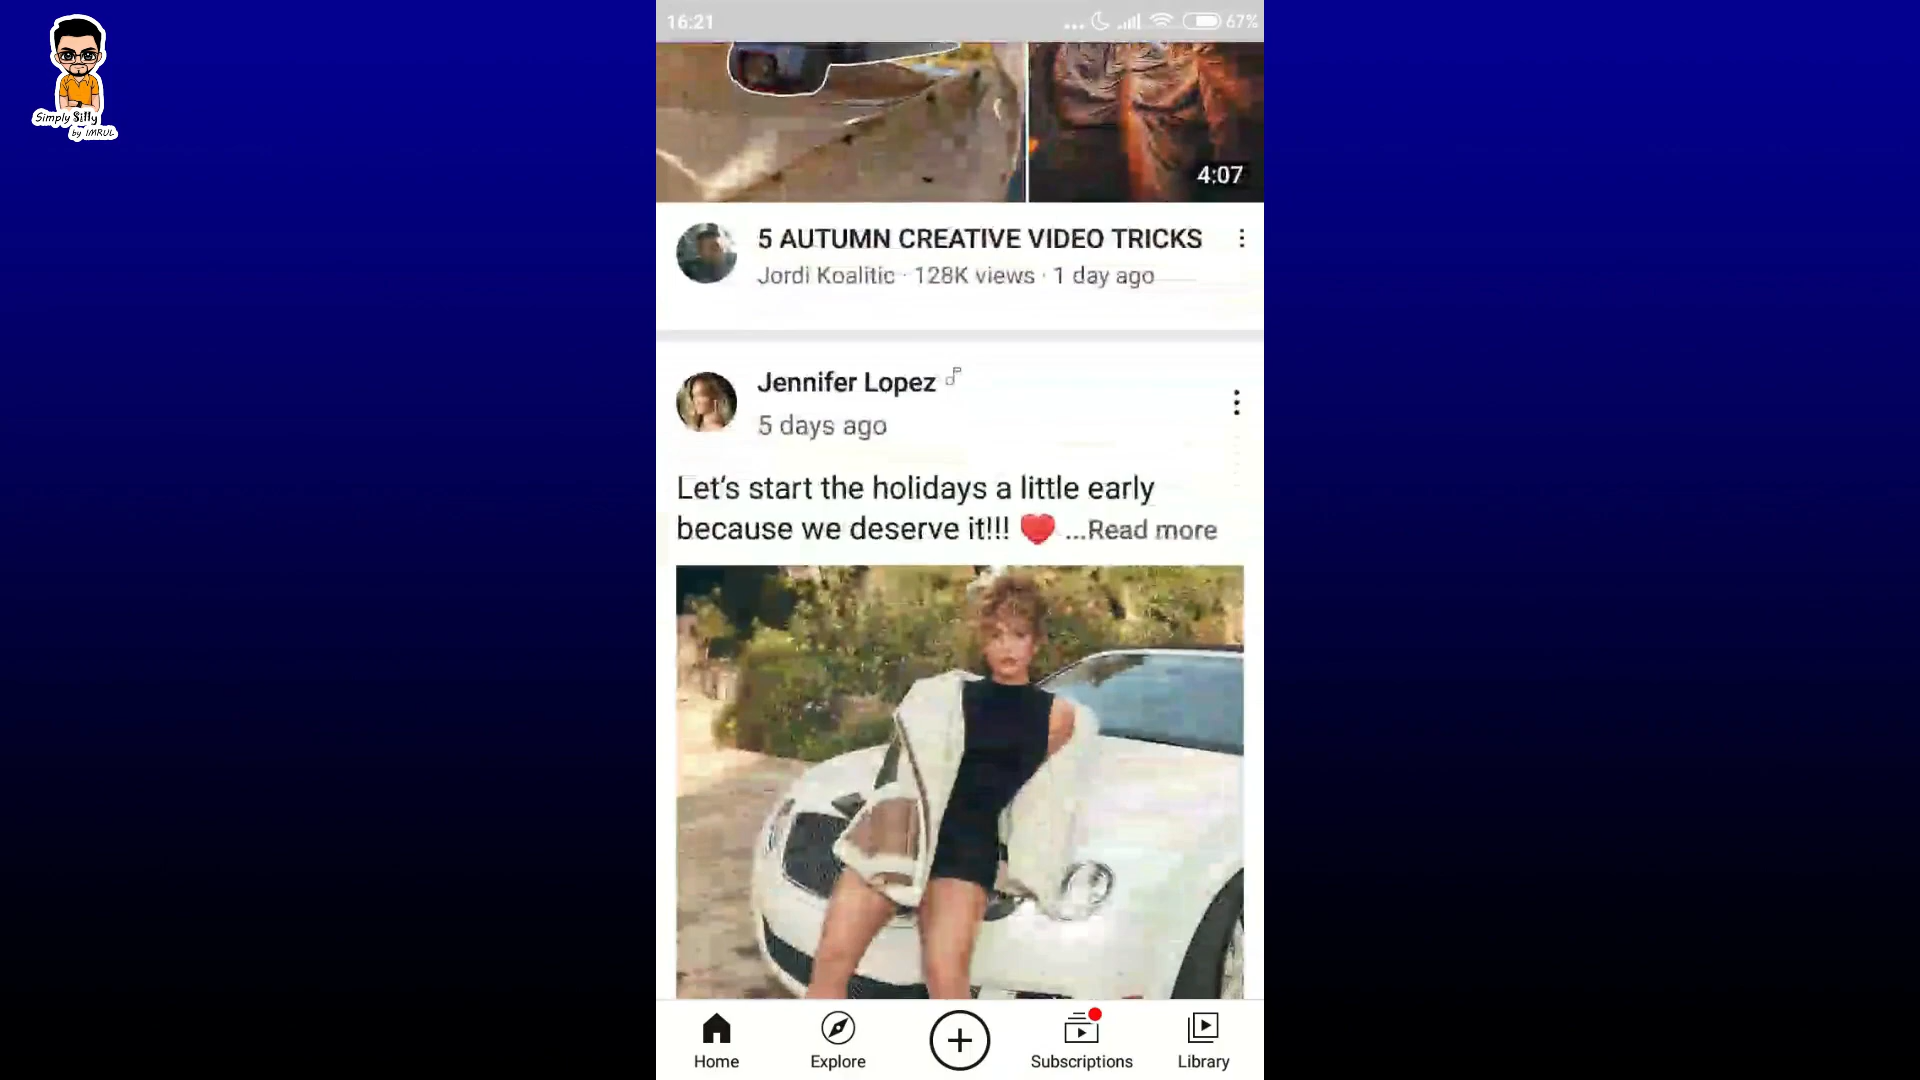 Simply Silly
by IMRUL
16:21
67%
4:07
5 AUTUMN CREATIVE VIDEO TRICKS
Jordi Koalitic · 128K views · 1 day ago
Jennifer Lopez
5 days ago
Let's start the holidays a little early
because we deserve it!!! ❤️ ...Read more
Home
Explore
Subscriptions
Library